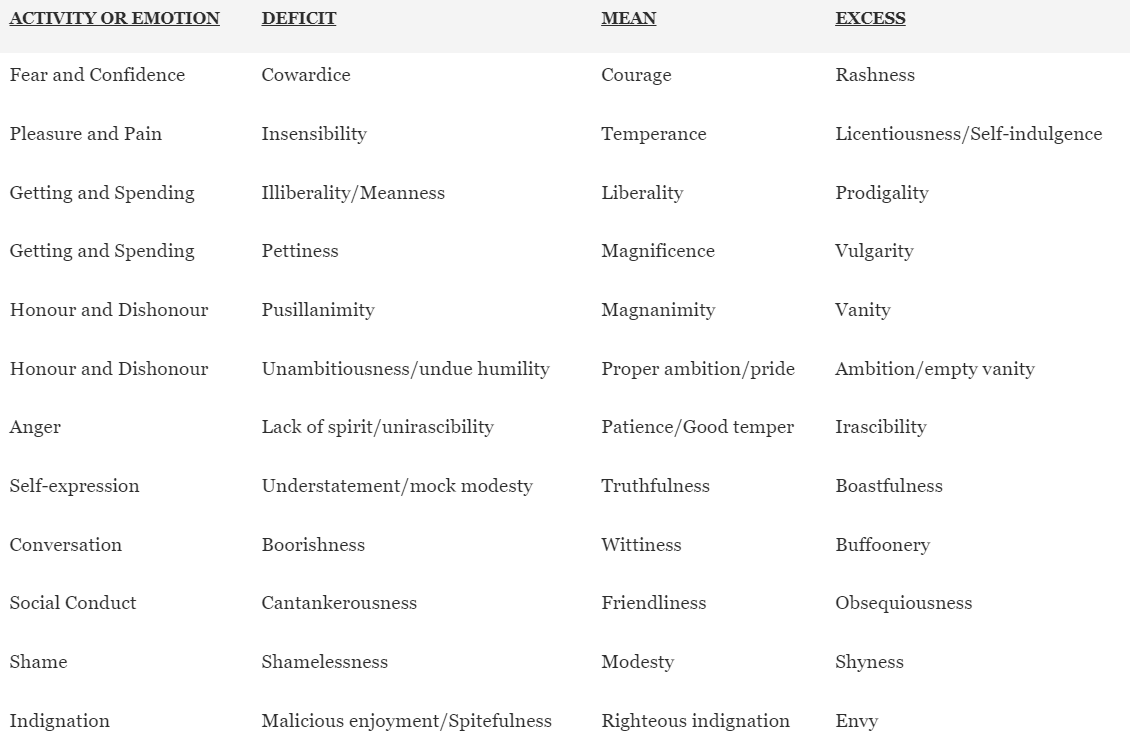 ACTIVITY OR EMOTION DEFICIT MEAN EXCESS
Fear and Confidence Cowardice Courage Rashness
Pleasure and Pain Insensibility Temperance Licentiousness/Self-indulgence
Getting and Spending Illiberality/Meanness Liberality Prodigality
Getting and Spending Pettiness Magnificence Vulgarity
Honour and Dishonour Pusillanimity Magnanimity Vanity
Honour and Dishonour Unambitiousness/undue humility Proper ambition/pride Ambition/empty vanity
Anger Lack of spirit/unirascibility Patience/Good temper Irascibility
Self-expression Understatement/mock modesty Truthfulness Boastfulness
Conversation Boorishness Wittiness Buffoonery
Social Conduct Cantankerousness Friendliness Obsequiousness
Shame Shamelessness Modesty Shyness
Indignation Malicious enjoyment/Spitefulness Righteous indignation Envy